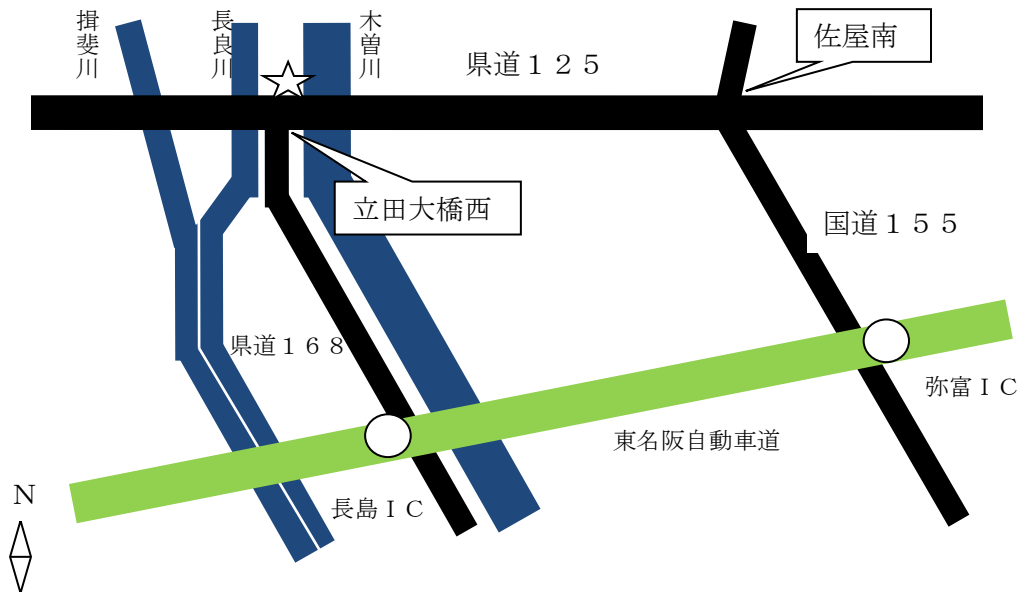 揖斐川
長良川
木曽川
佐屋南
県道１２５
立田大橋西
国道１５５
県道１６８
弥富ＩＣ
東名阪自動車道
長島ＩＣ
N